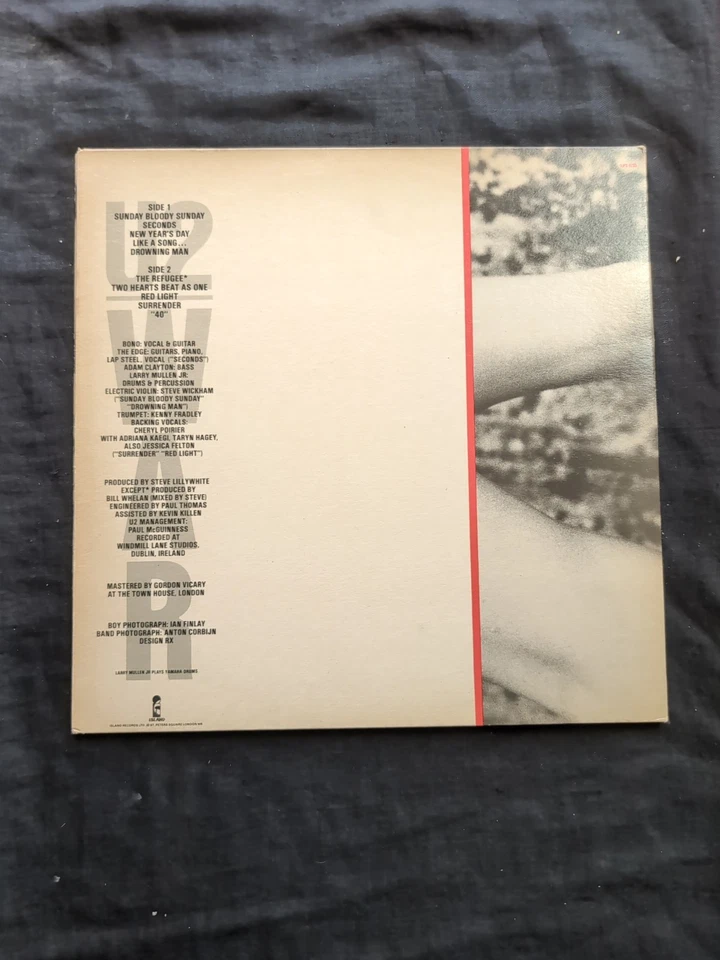 U2
WAR
SIDE 1
SUNDAY BLOODY SUNDAY
SECONDS
NEW YEAR'S DAY
LIKE A SONG...
DROWNING MAN
SIDE 2
THE REFUGEE*
TWO HEARTS BEAT AS ONE
RED LIGHT
SURRENDER
"40"
BONO: VOCAL & GUITAR
THE EDGE: GUITARS, PIANO,
LAP STEEL, VOCAL ("SECONDS")
ADAM CLAYTON: BASS
LARRY MULLEN JR:
DRUMS & PERCUSSION
ELECTRIC VIOLIN: STEVE WICKHAM
("SUNDAY BLOODY SUNDAY"
"DROWNING MAN")
TRUMPET: KENNY FRADLEY
BACKING VOCALS:
CHERYL POIRIER
WITH ADRIANA KAEGI, TARYN HAGEY,
ALSO JESSICA FELTON
("SURRENDER" "RED LIGHT")
PRODUCED BY STEVE LILLYWHITE
EXCEPT* PRODUCED BY
BILL WHELAN (MIXED BY STEVE)
ENGINEERED BY PAUL THOMAS
ASSISTED BY KEVIN KILLEN
U2 MANAGEMENT:
PAUL McGUINNESS
RECORDED AT
WINDMILL LANE STUDIOS,
DUBLIN, IRELAND
MASTERED BY GORDON VICARY
AT THE TOWN HOUSE, LONDON
BOY PHOTOGRAPH: IAN FINLAY
BAND PHOTOGRAPH: ANTON CORBIJN
DESIGN RX
LARRY MULLEN JR PLAYS YAMAHA DRUMS
ISLAND